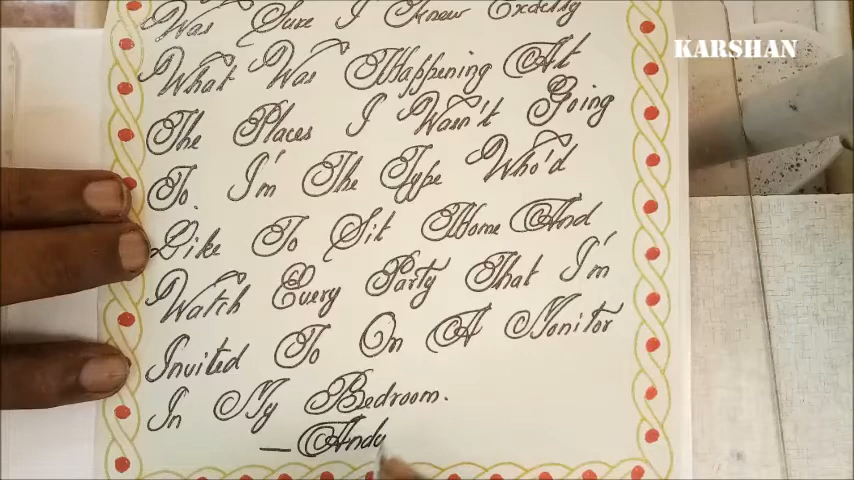 Was Sure I Knew Exactly
What Was Happening At
The Places I Wasn't Going
To. I'm The Type Who'd
Like To Sit Home And
Watch Every Party That I'm
Invited To On A Monitor
In My Bedroom.
— Andy
KARSHAN